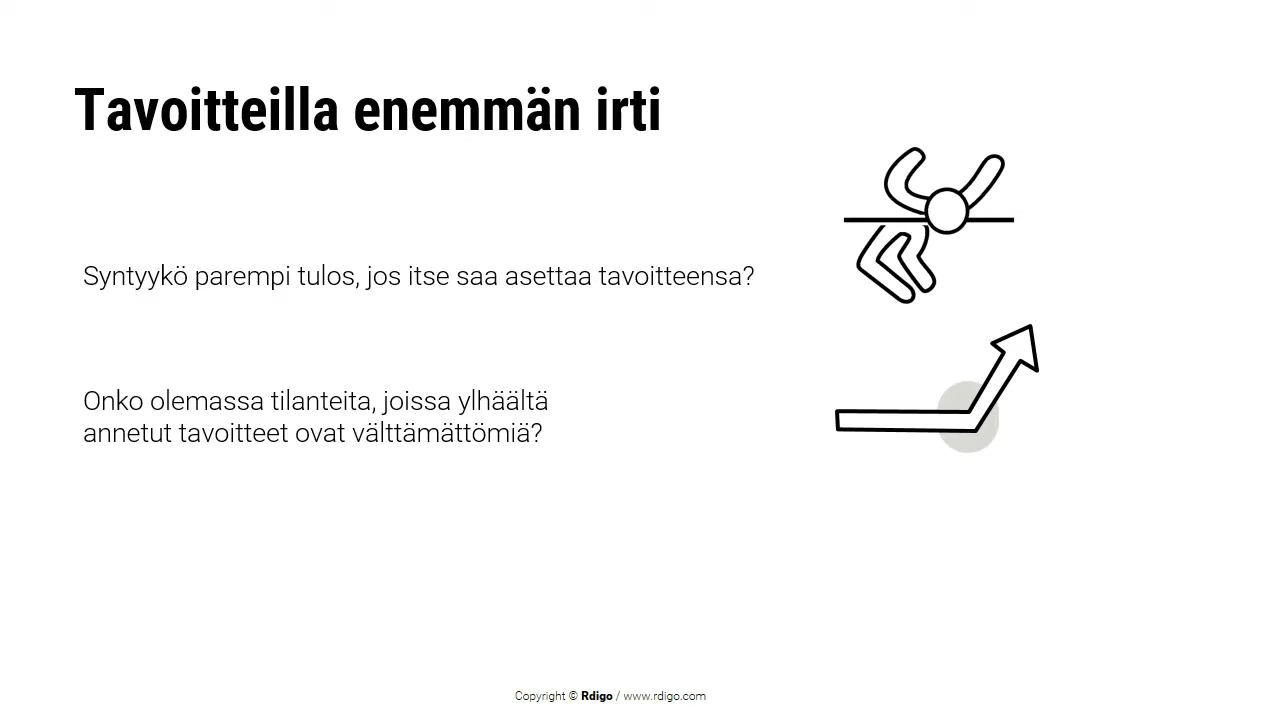 Tavoitteilla enemmän irti
Syntyykö parempi tulos, jos itse saa asettaa tavoitteensa?
Onko olemassa tilanteita, joissa ylhäältä
annetut tavoitteet ovat välttämättömiä?
Copyright © Rdigo / www.rdigo.com